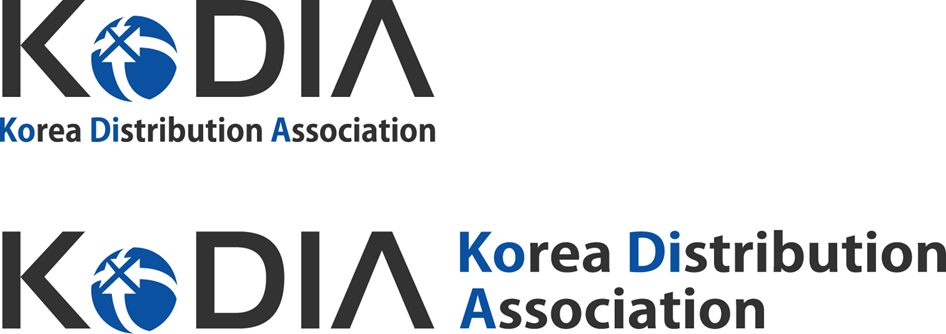 KoDIA
Korea Distribution Association
KoDIA
Korea Distribution
Association